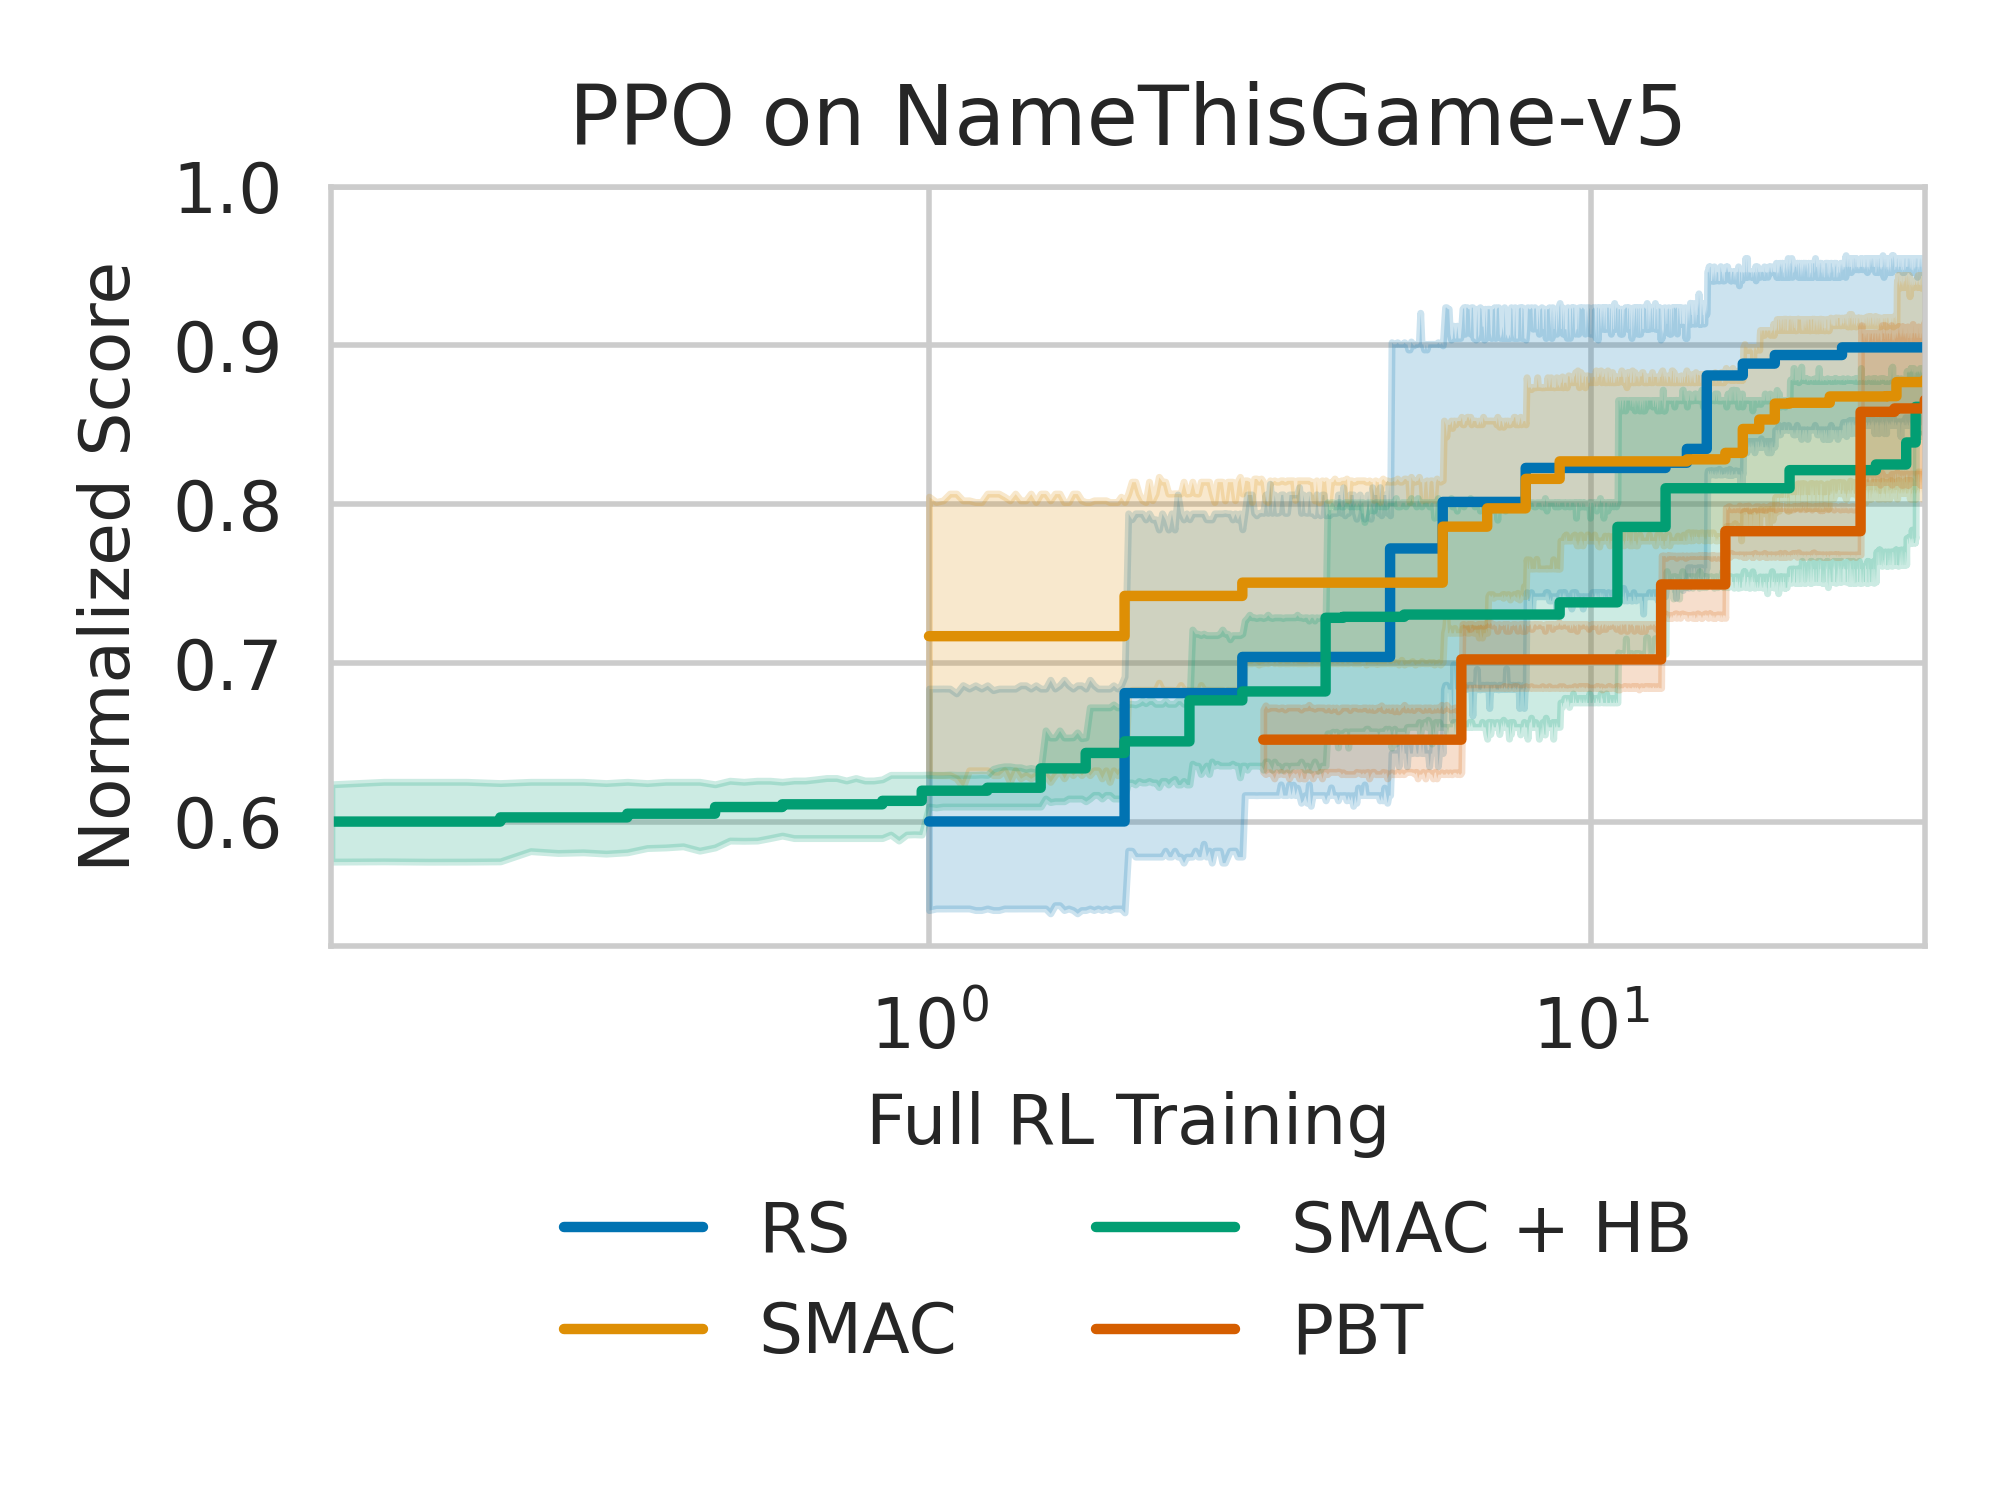 PPO on NameThisGame-v5
1.0
0.9
0.8
0.7
0.6
Normalized Score
10^0
10^1
Full RL Training
RS
SMAC + HB
SMAC
PBT